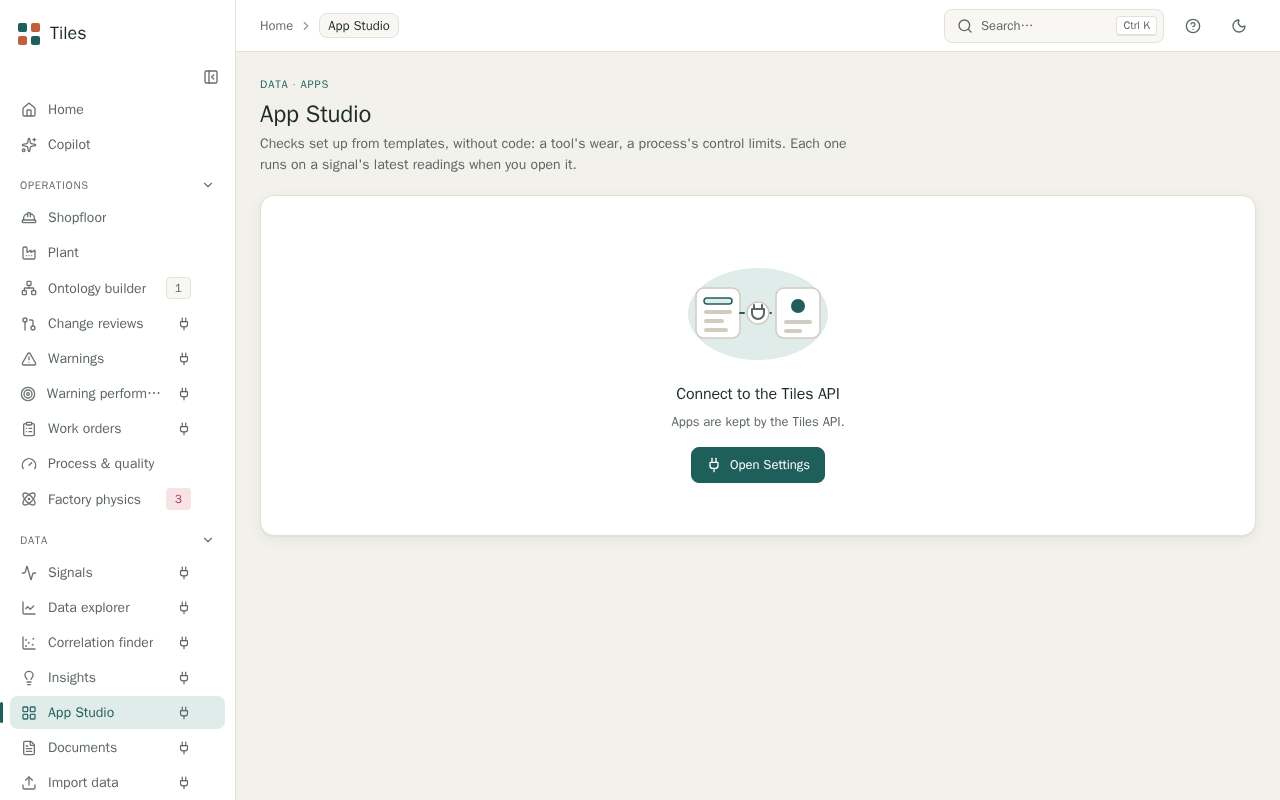 Tiles
Home
Copilot
OPERATIONS
Shopfloor
Plant
Ontology builder 1
Change reviews
Warnings
Warning perform···
Work orders
Process & quality
Factory physics 3
DATA
Signals
Data explorer
Correlation finder
Insights
App Studio
Documents
Import data
Home App Studio
Search··· Ctrl K
DATA · APPS
App Studio
Checks set up from templates, without code: a tool's wear, a process's control limits. Each one
runs on a signal's latest readings when you open it.
Connect to the Tiles API
Apps are kept by the Tiles API.
Open Settings